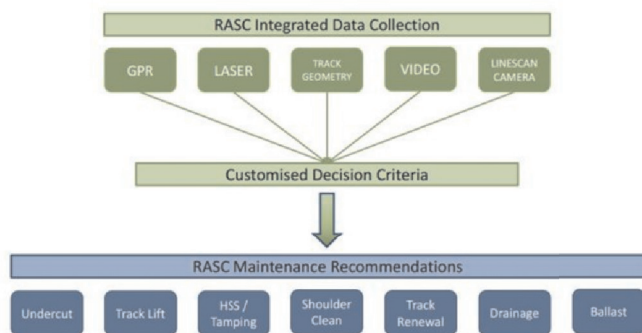 RASC Integrated Data Collection
GPR
LASER
TRACK
GEOMETRY
VIDEO
LINESCAN
CAMERA
Customised Decision Criteria
RASC Maintenance Recommendations
Undercut
Track Lift
HSS /
Tamping
Shoulder
Clean
Track
Renewal
Drainage
Ballast